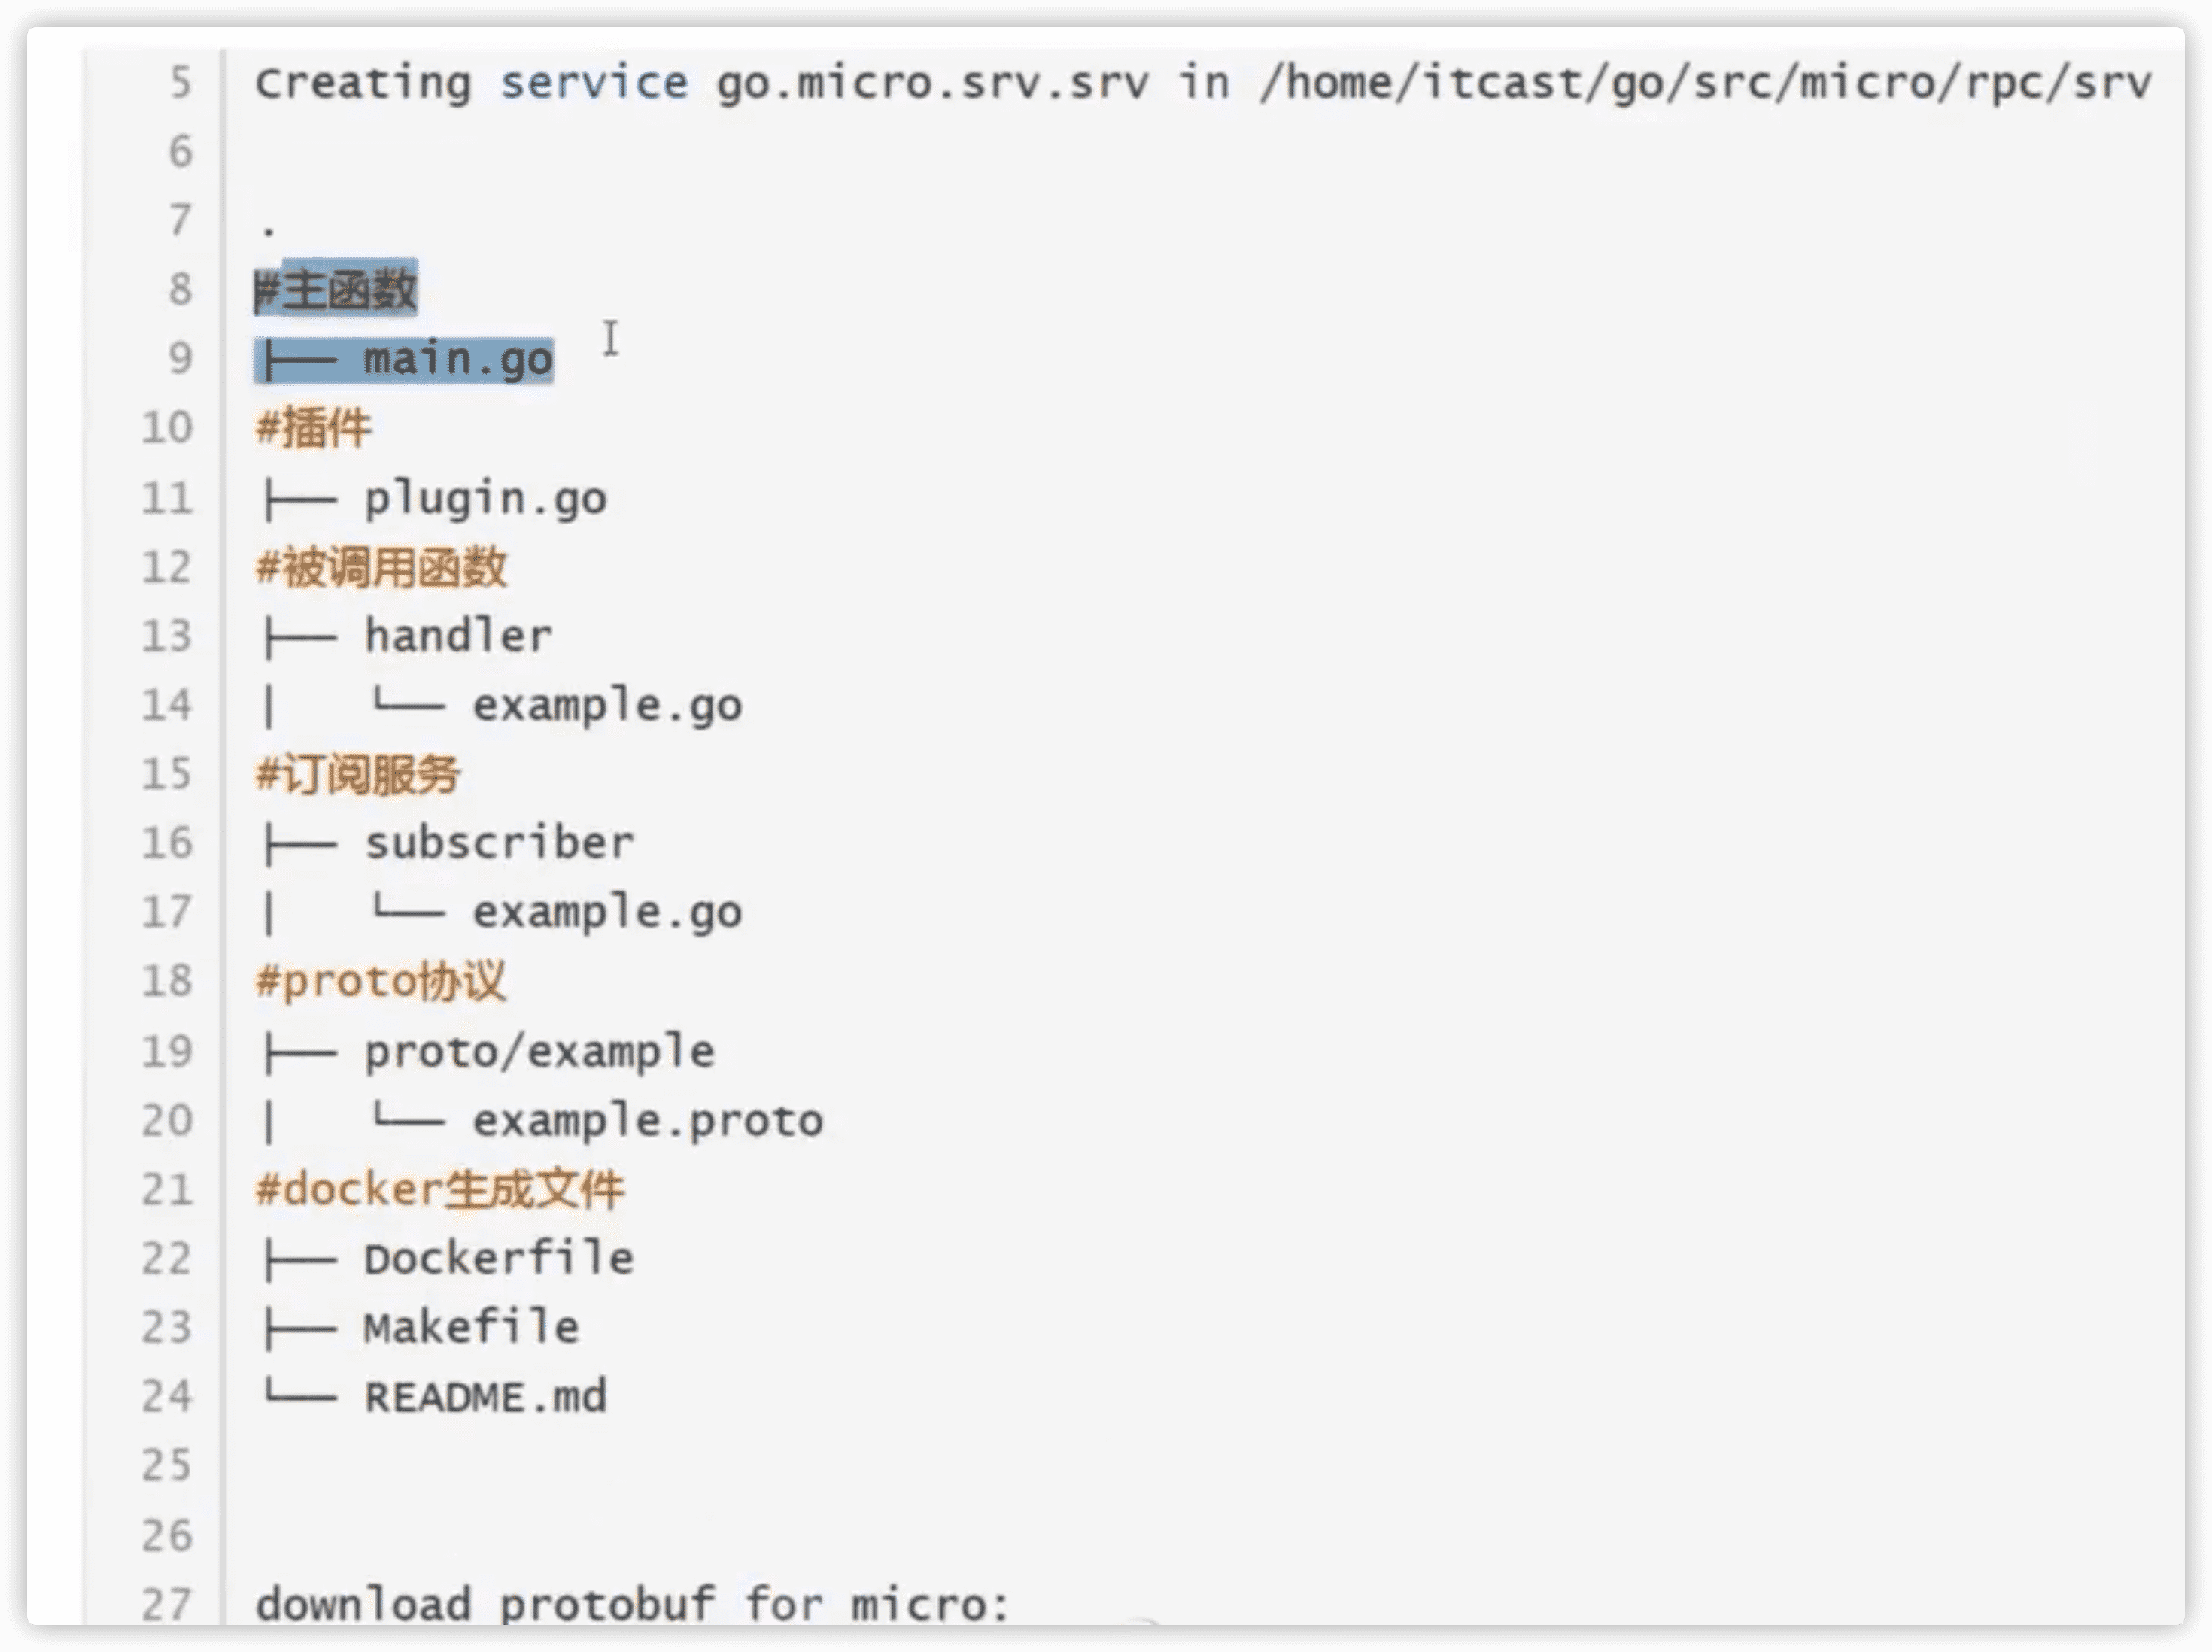 5 Creating service go.micro.srv.srv in /home/itcast/go/src/micro/rpc/srv
6
7 .
8 #主函数
9 ├── main.go
10 #插件
11 ├── plugin.go
12 #被调用函数
13 ├── handler
14 │   └── example.go
15 #订阅服务
16 ├── subscriber
17 │   └── example.go
18 #proto协议
19 ├── proto/example
20 │   └── example.proto
21 #docker生成文件
22 ├── Dockerfile
23 ├── Makefile
24 └── README.md
25
26
27 download protobuf for micro: